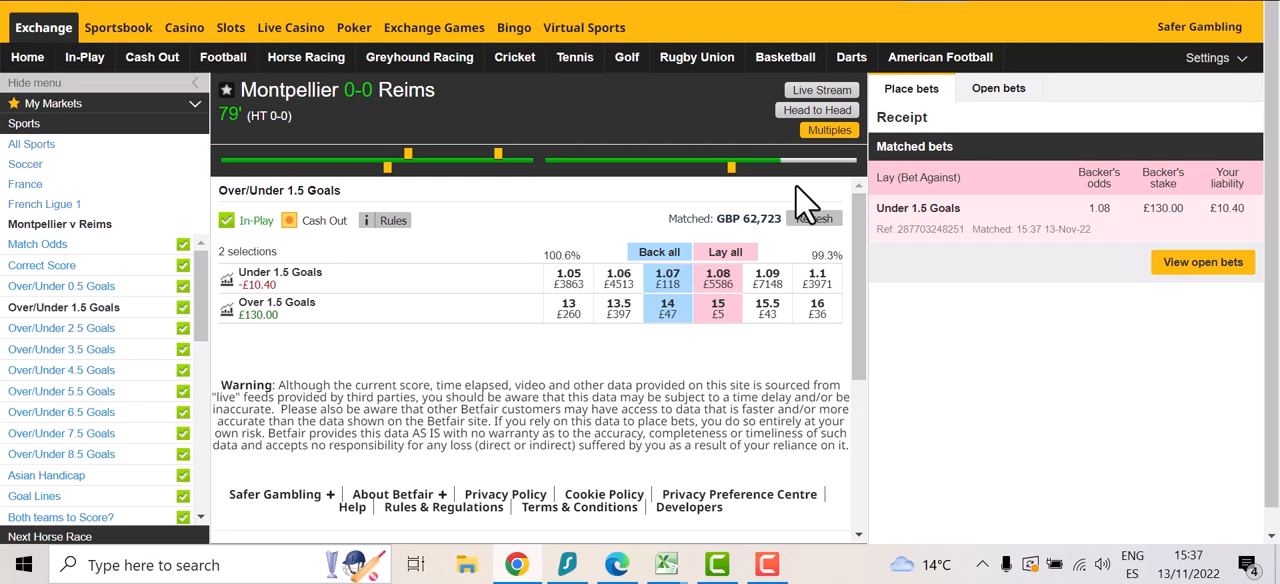 Exchange Sportsbook Casino Slots Live Casino Poker Exchange Games Bingo Virtual Sports Safer Gambling
Home In-Play Cash Out Football Horse Racing Greyhound Racing Cricket Tennis Golf Rugby Union Basketball Darts American Football Settings
Hide menu
My Markets
Sports
All Sports
Soccer
France
French Ligue 1
Montpellier v Reims
Match Odds
Correct Score
Over/Under 0.5 Goals
Over/Under 1.5 Goals
Over/Under 2.5 Goals
Over/Under 3.5 Goals
Over/Under 4.5 Goals
Over/Under 5.5 Goals
Over/Under 6.5 Goals
Over/Under 7.5 Goals
Over/Under 8.5 Goals
Asian Handicap
Goal Lines
Both teams to Score?
Next Horse Race
Montpellier 0-0 Reims
79' (HT 0-0)
Live Stream
Head to Head
Multiples
Over/Under 1.5 Goals
In-Play Cash Out i Rules Matched: GBP 62,723
2 selections 100.6% Back all Lay all 99.3%
Under 1.5 Goals 1.05 1.06 1.07 1.08 1.09 1.1
-£10.40 £3863 £4513 £118 £5586 £7148 £3971
Over 1.5 Goals 13 13.5 14 15 15.5 16
£130.00 £260 £397 £47 £5 £43 £36
Warning: Although the current score, time elapsed, video and other data provided on this site is sourced from
"live" feeds provided by third parties, you should be aware that this data may be subject to a time delay and/or be
inaccurate. Please also be aware that other Betfair customers may have access to data that is faster and/or more
accurate than the data shown on the Betfair site. If you rely on this data to place bets, you do so entirely at your
own risk. Betfair provides this data AS IS with no warranty as to the accuracy, completeness or timeliness of such
data and accepts no responsibility for any loss (direct or indirect) suffered by you as a result of your reliance on it.
Safer Gambling + About Betfair + Privacy Policy Cookie Policy Privacy Preference Centre
Help Rules & Regulations Terms & Conditions Developers
Place bets Open bets
Receipt
Matched bets
Lay (Bet Against) Backer's odds Backer's stake Your liability
Under 1.5 Goals 1.08 £130.00 £10.40
Ref: 287703248251 Matched: 15:37 13-Nov-22
View open bets
Type here to search
14°C
ENG
ES
15:37
13/11/2022
4